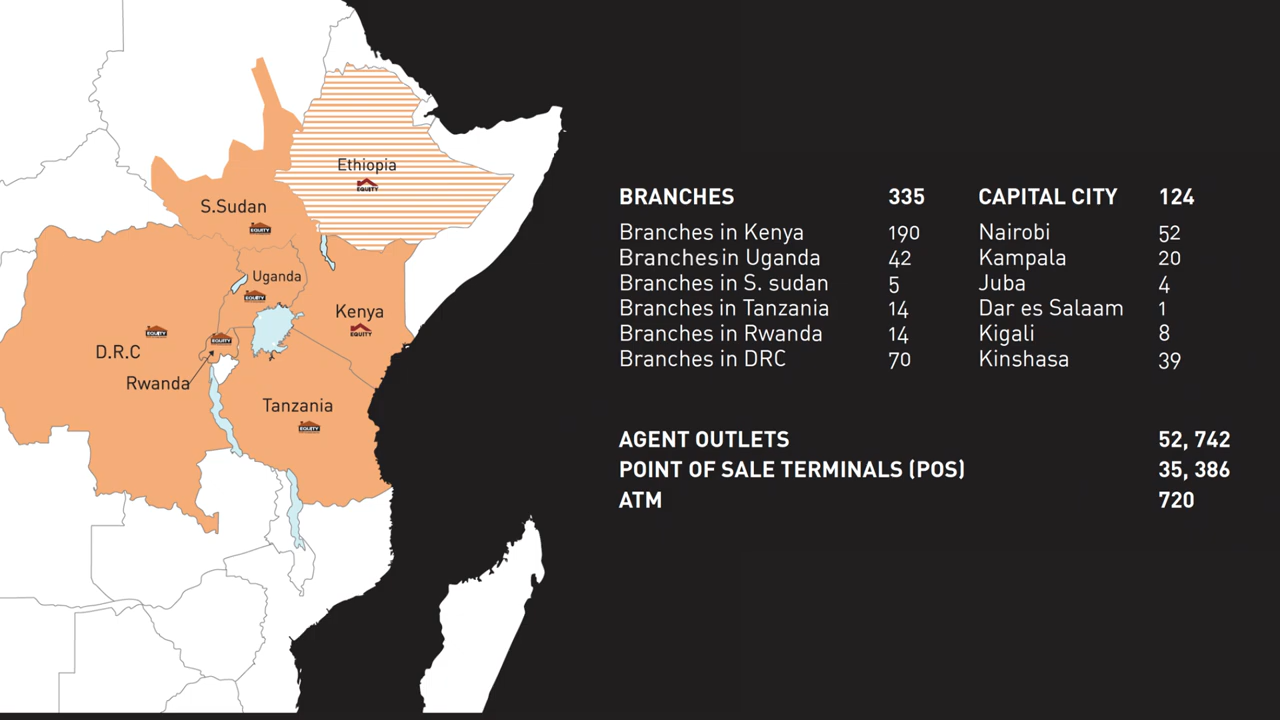 Ethiopia
EQUITY
S.Sudan
EQUITY
Uganda
EQUITY
Kenya
EQUITY
EQUITY
D.R.C
EQUITY
Rwanda
Tanzania
EQUITY
BRANCHES 335 CAPITAL CITY 124
Branches in Kenya 190 Nairobi 52
Branches in Uganda 42 Kampala 20
Branches in S. sudan 5 Juba 4
Branches in Tanzania 14 Dar es Salaam 1
Branches in Rwanda 14 Kigali 8
Branches in DRC 70 Kinshasa 39
AGENT OUTLETS 52, 742
POINT OF SALE TERMINALS (POS) 35, 386
ATM 720